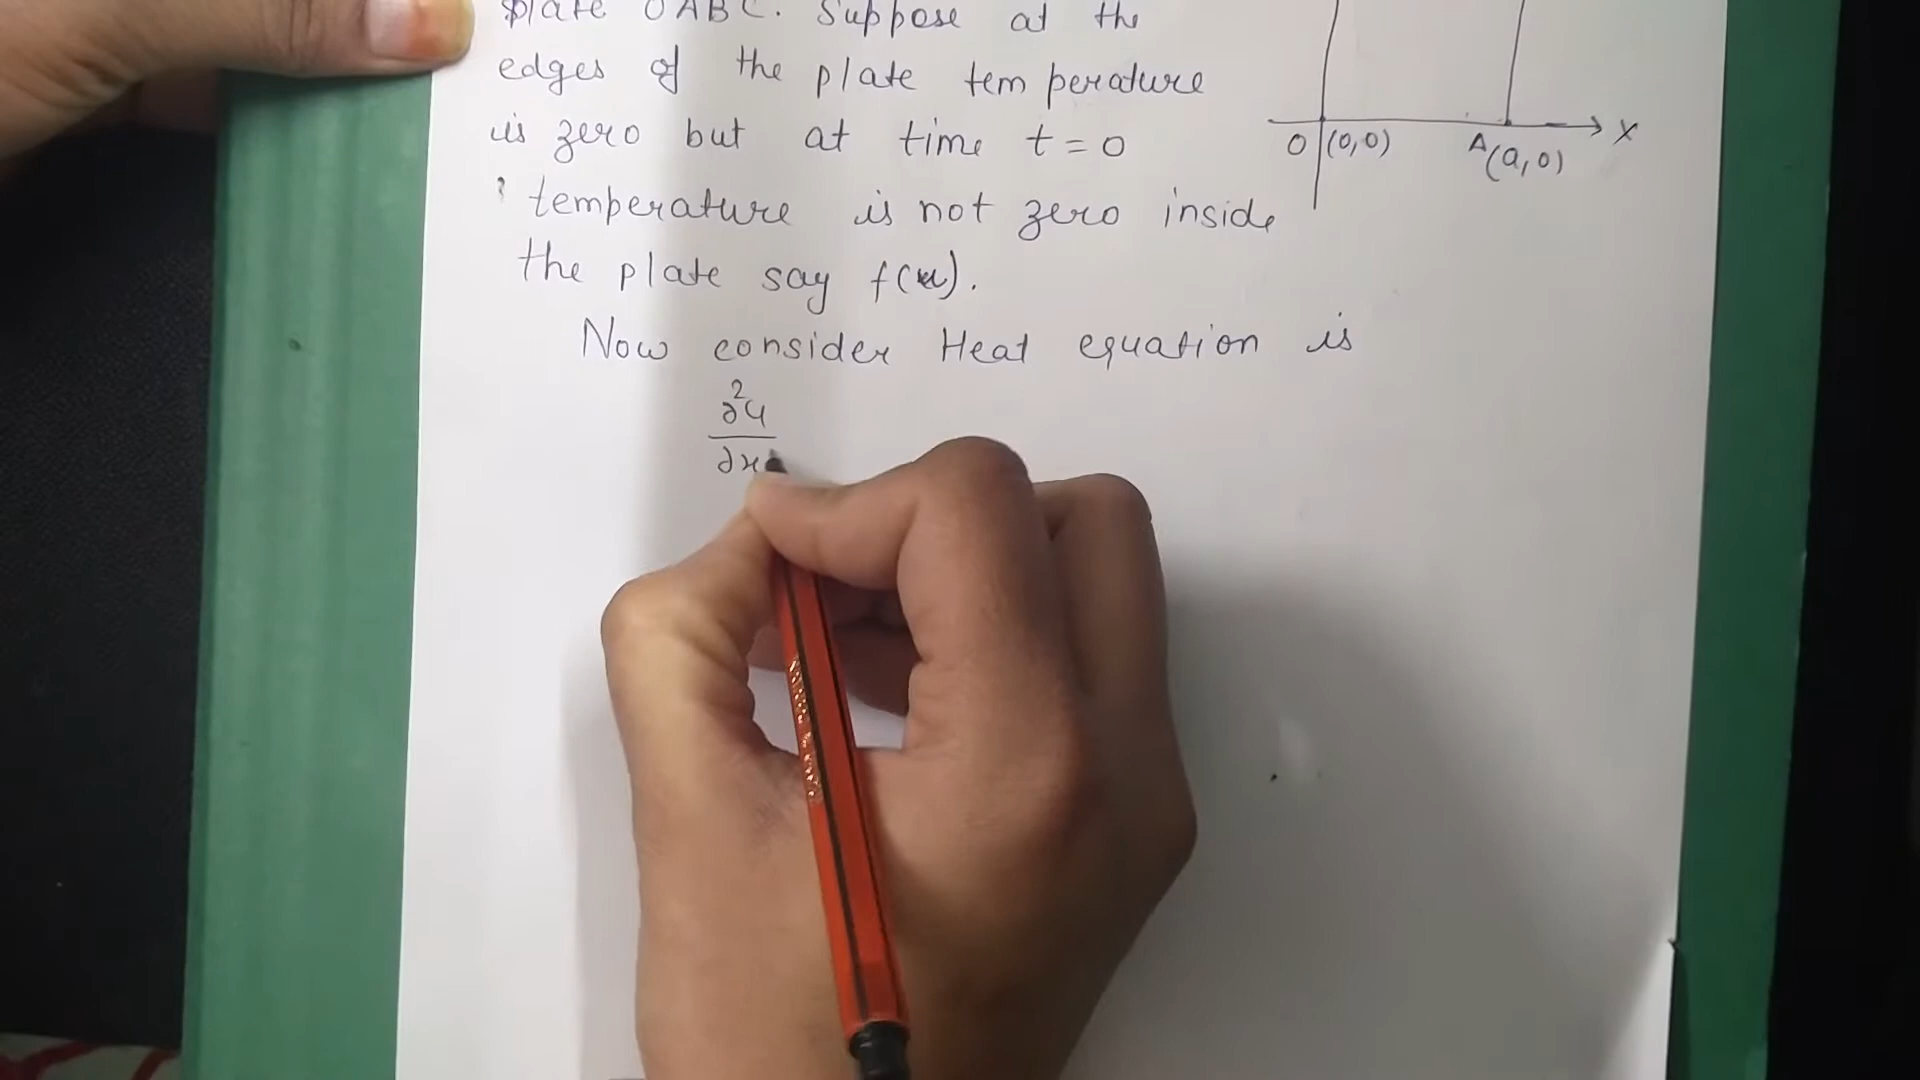 plate OABC. Suppose at the
edges of the plate temperature
is zero but at time t = 0
temperature is not zero inside
the plate say f(x).
Now consider Heat equation is
∂²u
∂x
X
O (0,0)
A(a,0)